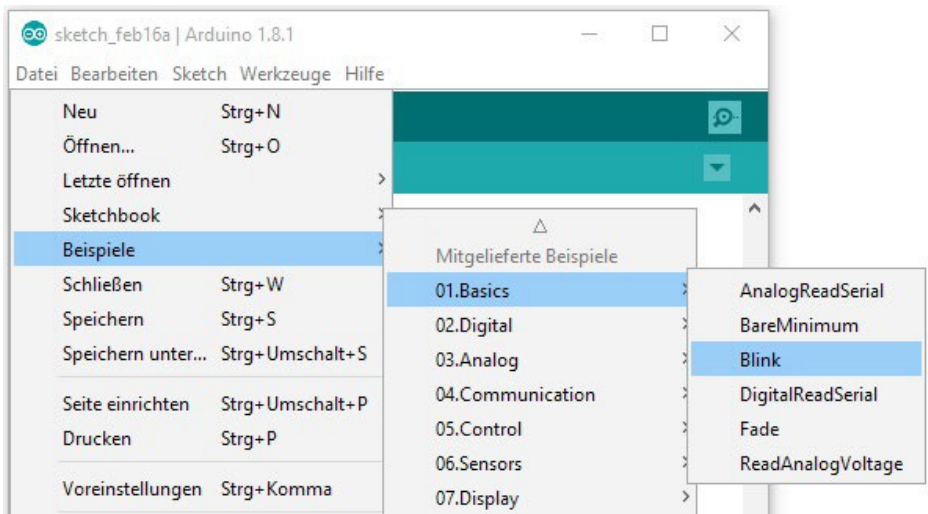 sketch_feb16a | Arduino 1.8.1
Datei Bearbeiten Sketch Werkzeuge Hilfe
Neu Strg+N
Öffnen... Strg+O
Letzte öffnen
Sketchbook
Beispiele
Schließen Strg+W
Speichern Strg+S
Speichern unter... Strg+Umschalt+S
Seite einrichten Strg+Umschalt+P
Drucken Strg+P
Voreinstellungen Strg+Komma
Mitgelieferte Beispiele
01.Basics
02.Digital
03.Analog
04.Communication
05.Control
06.Sensors
07.Display
AnalogReadSerial
BareMinimum
Blink
DigitalReadSerial
Fade
ReadAnalogVoltage